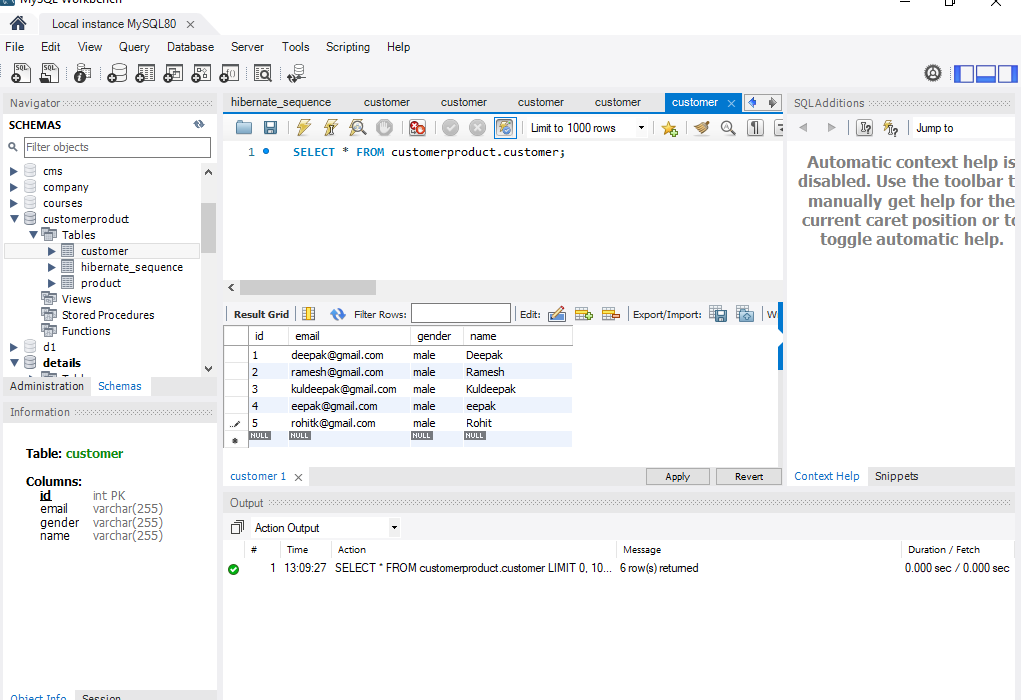 MySQL Workbench
Local instance MySQL80
File Edit View Query Database Server Tools Scripting Help
Navigator
SCHEMAS
Filter objects
cms
company
courses
customerproduct
Tables
customer
hibernate_sequence
product
Views
Stored Procedures
Functions
d1
details
Administration Schemas
Information
Table: customer
Columns:
id int PK
email varchar(255)
gender varchar(255)
name varchar(255)
Object Info Session
hibernate_sequence customer customer customer customer customer
Limit to 1000 rows
1 SELECT * FROM customerproduct.customer;
Result Grid Filter Rows: Edit: Export/Import: W
id email gender name
1 deepak@gmail.com male Deepak
2 ramesh@gmail.com male Ramesh
3 kuldeepak@gmail.com male Kuldeepak
4 eepak@gmail.com male eepak
5 rohitk@gmail.com male Rohit
NULL NULL NULL NULL
customer 1 Apply Revert
Output
Action Output
# Time Action Message Duration / Fetch
1 13:09:27 SELECT * FROM customerproduct.customer LIMIT 0, 10... 6 row(s) returned 0.000 sec / 0.000 sec
SQLAdditions
Jump to
Automatic context help is
disabled. Use the toolbar t
manually get help for the
current caret position or to
toggle automatic help.
Context Help Snippets